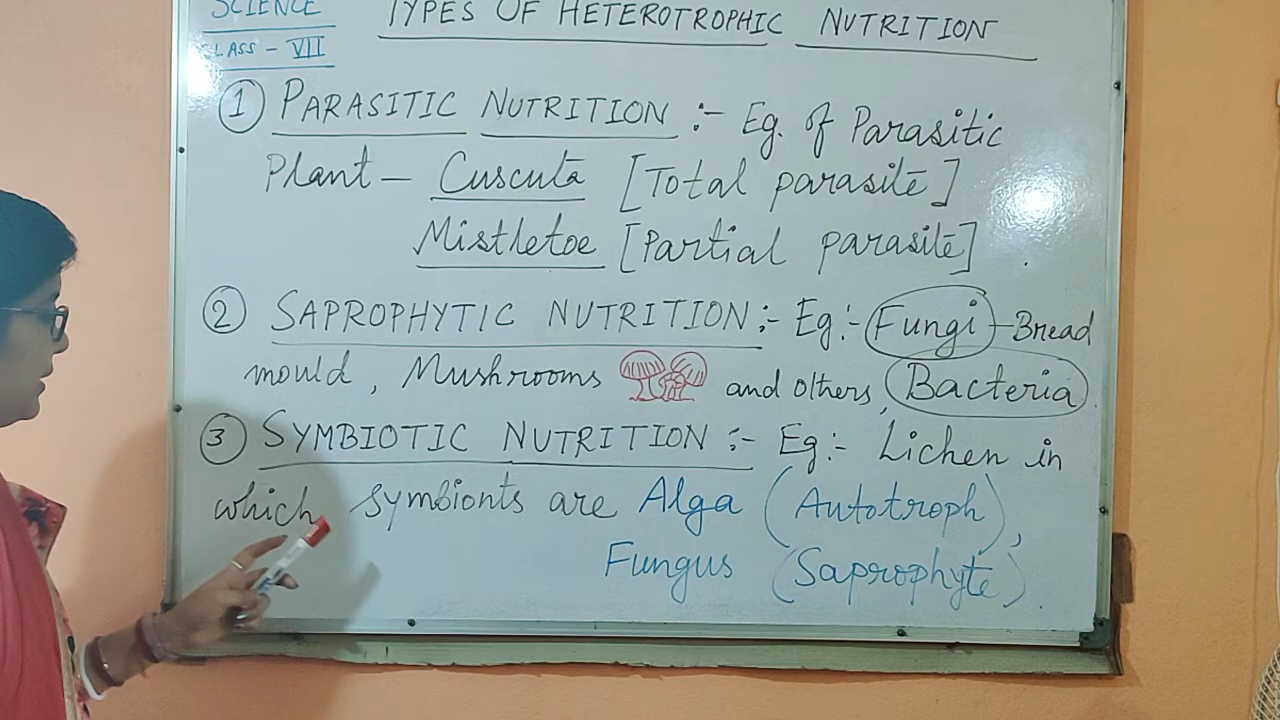 SCIENCE
TYPES OF HETEROTROPHIC NUTRITION
CLASS - VII
① PARASITIC NUTRITION :- Eg. of Parasitic
Plant - Cuscuta [Total parasite]
Mistletoe [Partial parasite]
② SAPROPHYTIC NUTRITION :- Eg:- Fungi - Bread
mould, Mushrooms and others, Bacteria.
③ SYMBIOTIC NUTRITION :- Eg:- Lichen in
which symbionts are Alga (Autotroph),
Fungus (Saprophyte).